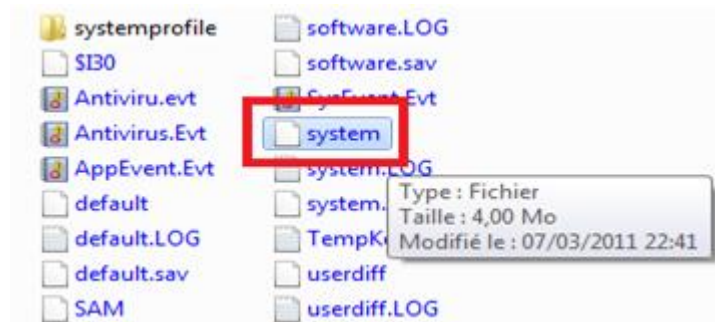 systemprofile
$I30
Antiviru.evt
Antivirus.Evt
AppEvent.Evt
default
default.LOG
default.sav
SAM
software.LOG
software.sav
SysEvent.Evt
system
system.LOG
system.
TempK
userdiff
userdiff.LOG
Type : Fichier
Taille : 4,00 Mo
Modifié le : 07/03/2011 22:41